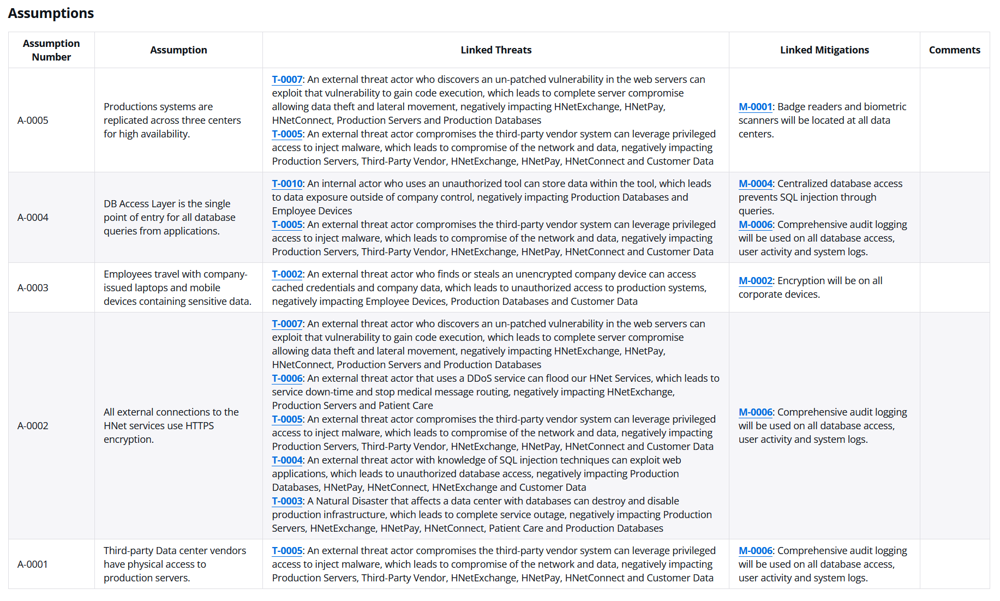 Assumptions
Assumption
Number
Assumption
Linked Threats
Linked Mitigations
Comments
A-0005
Productions systems are
replicated across three centers
for high availability.
T-0007: An external threat actor who discovers an un-patched vulnerability in the web servers can
exploit that vulnerability to gain code execution, which leads to complete server compromise
allowing data theft and lateral movement, negatively impacting HNetExchange, HNetPay,
HNetConnect, Production Servers and Production Databases
T-0005: An external threat actor compromises the third-party vendor system can leverage privileged
access to inject malware, which leads to compromise of the network and data, negatively impacting
Production Servers, Third-Party Vendor, HNetExchange, HNetPay, HNetConnect and Customer Data
M-0001: Badge readers and biometric
scanners will be located at all data
centers.
A-0004
DB Access Layer is the single
point of entry for all database
queries from applications.
T-0010: An internal actor who uses an unauthorized tool can store data within the tool, which leads
to data exposure outside of company control, negatively impacting Production Databases and
Employee Devices
T-0005: An external threat actor compromises the third-party vendor system can leverage privileged
access to inject malware, which leads to compromise of the network and data, negatively impacting
Production Servers, Third-Party Vendor, HNetExchange, HNetPay, HNetConnect and Customer Data
M-0004: Centralized database access
prevents SQL injection through
queries.
M-0006: Comprehensive audit logging
will be used on all database access,
user activity and system logs.
A-0003
Employees travel with company-
issued laptops and mobile
devices containing sensitive data.
T-0002: An external threat actor who finds or steals an unencrypted company device can access
cached credentials and company data, which leads to unauthorized access to production systems,
negatively impacting Employee Devices, Production Databases and Customer Data
M-0002: Encryption will be on all
corporate devices.
A-0002
All external connections to the
HNet services use HTTPS
encryption.
T-0007: An external threat actor who discovers an un-patched vulnerability in the web servers can
exploit that vulnerability to gain code execution, which leads to complete server compromise
allowing data theft and lateral movement, negatively impacting HNetExchange, HNetPay,
HNetConnect, Production Servers and Production Databases
T-0006: An external threat actor that uses a DDoS service can flood our HNet Services, which leads to
service down-time and stop medical message routing, negatively impacting HNetExchange,
Production Servers and Patient Care
T-0005: An external threat actor compromises the third-party vendor system can leverage privileged
access to inject malware, which leads to compromise of the network and data, negatively impacting
Production Servers, Third-Party Vendor, HNetExchange, HNetPay, HNetConnect and Customer Data
T-0004: An external threat actor with knowledge of SQL injection techniques can exploit web
applications, which leads to unauthorized database access, negatively impacting Production
Databases, HNetPay, HNetConnect, HNetExchange and Customer Data
T-0003: A Natural Disaster that affects a data center with databases can destroy and disable
production infrastructure, which leads to complete service outage, negatively impacting Production
Servers, HNetExchange, HNetPay, HNetConnect, Patient Care and Production Databases
M-0006: Comprehensive audit logging
will be used on all database access,
user activity and system logs.
A-0001
Third-party Data center vendors
have physical access to
production servers.
T-0005: An external threat actor compromises the third-party vendor system can leverage privileged
access to inject malware, which leads to compromise of the network and data, negatively impacting
Production Servers, Third-Party Vendor, HNetExchange, HNetPay, HNetConnect and Customer Data
M-0006: Comprehensive audit logging
will be used on all database access,
user activity and system logs.